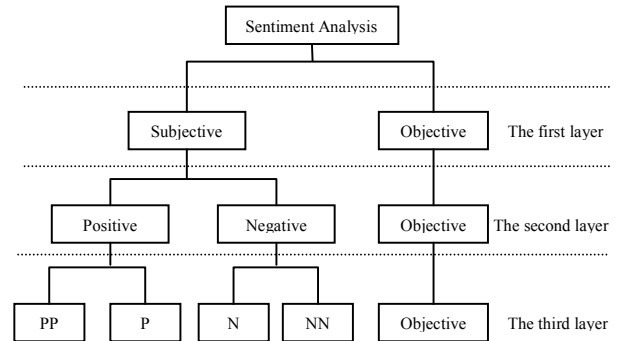 Sentiment Analysis
Subjective Objective The first layer
Positive Negative Objective The second layer
PP P N NN Objective The third layer